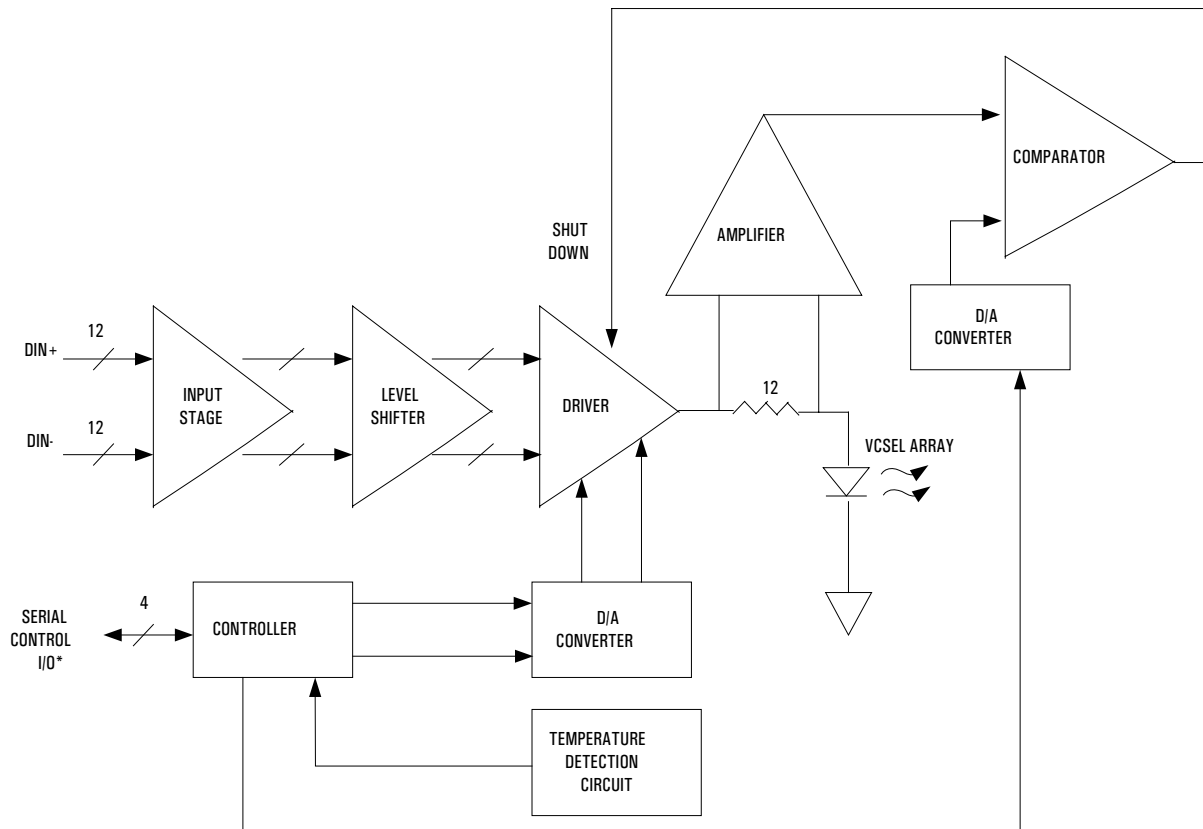 COMPARATOR
AMPLIFIER
SHUT
DOWN
D/A
CONVERTER
12
DIN+
INPUT
STAGE
LEVEL
SHIFTER
DRIVER
12
12
DIN-
VCSEL ARRAY
4
SERIAL
CONTROL
I/O*
CONTROLLER
D/A
CONVERTER
TEMPERATURE
DETECTION
CIRCUIT